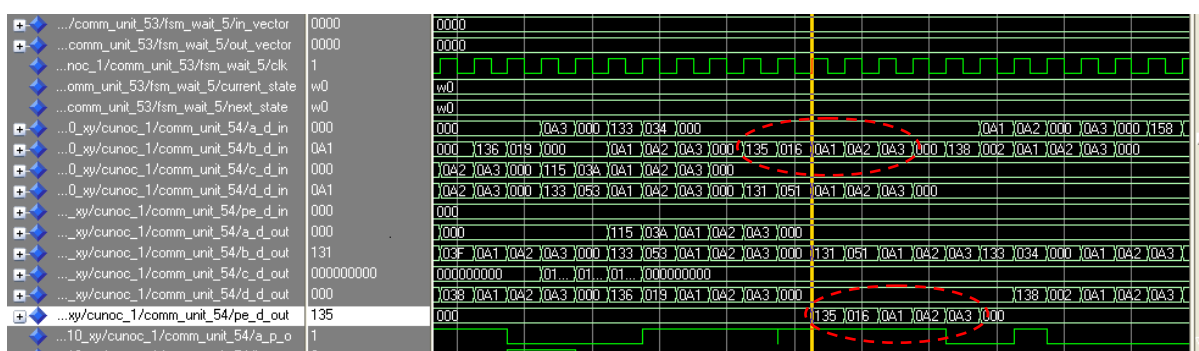 .../comm_unit_53/fsm_wait_5/in_vector 0000 0000
...comm_unit_53/fsm_wait_5/out_vector 0000 0000
...noc_1/comm_unit_53/fsm_wait_5/clk 1
...omm_unit_53/fsm_wait_5/current_state w0 w0
...comm_unit_53/fsm_wait_5/next_state w0 w0
...0_xy/cunoc_1/comm_unit_54/a_d_in 000 000 0A3 000 133 034 000 0A1 0A2 000 0A3 000 158
...0_xy/cunoc_1/comm_unit_54/b_d_in 0A1 000 136 019 000 0A1 0A2 0A3 000 135 016 0A1 0A2 0A3 000 138 002 0A1 0A2 0A3 000
...0_xy/cunoc_1/comm_unit_54/c_d_in 000 0A2 0A3 000 115 03A 0A1 0A2 0A3 000
...0_xy/cunoc_1/comm_unit_54/d_d_in 0A1 0A2 0A3 000 133 053 0A1 0A2 0A3 000 131 051 0A1 0A2 0A3 000
..._xy/cunoc_1/comm_unit_54/pe_d_in 000 000
..._xy/cunoc_1/comm_unit_54/a_d_out 000 000 115 03A 0A1 0A2 0A3 000
..._xy/cunoc_1/comm_unit_54/b_d_out 131 03F 0A1 0A2 0A3 000 133 053 0A1 0A2 0A3 000 131 051 0A1 0A2 0A3 133 034 000 0A1 0A2 0A3
..._xy/cunoc_1/comm_unit_54/c_d_out 000000000 000000000 01... 01... 01... 000000000
..._xy/cunoc_1/comm_unit_54/d_d_out 000 038 0A1 0A2 0A3 000 136 019 0A1 0A2 0A3 000 138 002 0A1 0A2 0A3
...xy/cunoc_1/comm_unit_54/pe_d_out 135 000 135 016 0A1 0A2 0A3 000
...10_xy/cunoc_1/comm_unit_54/a_p_o 1